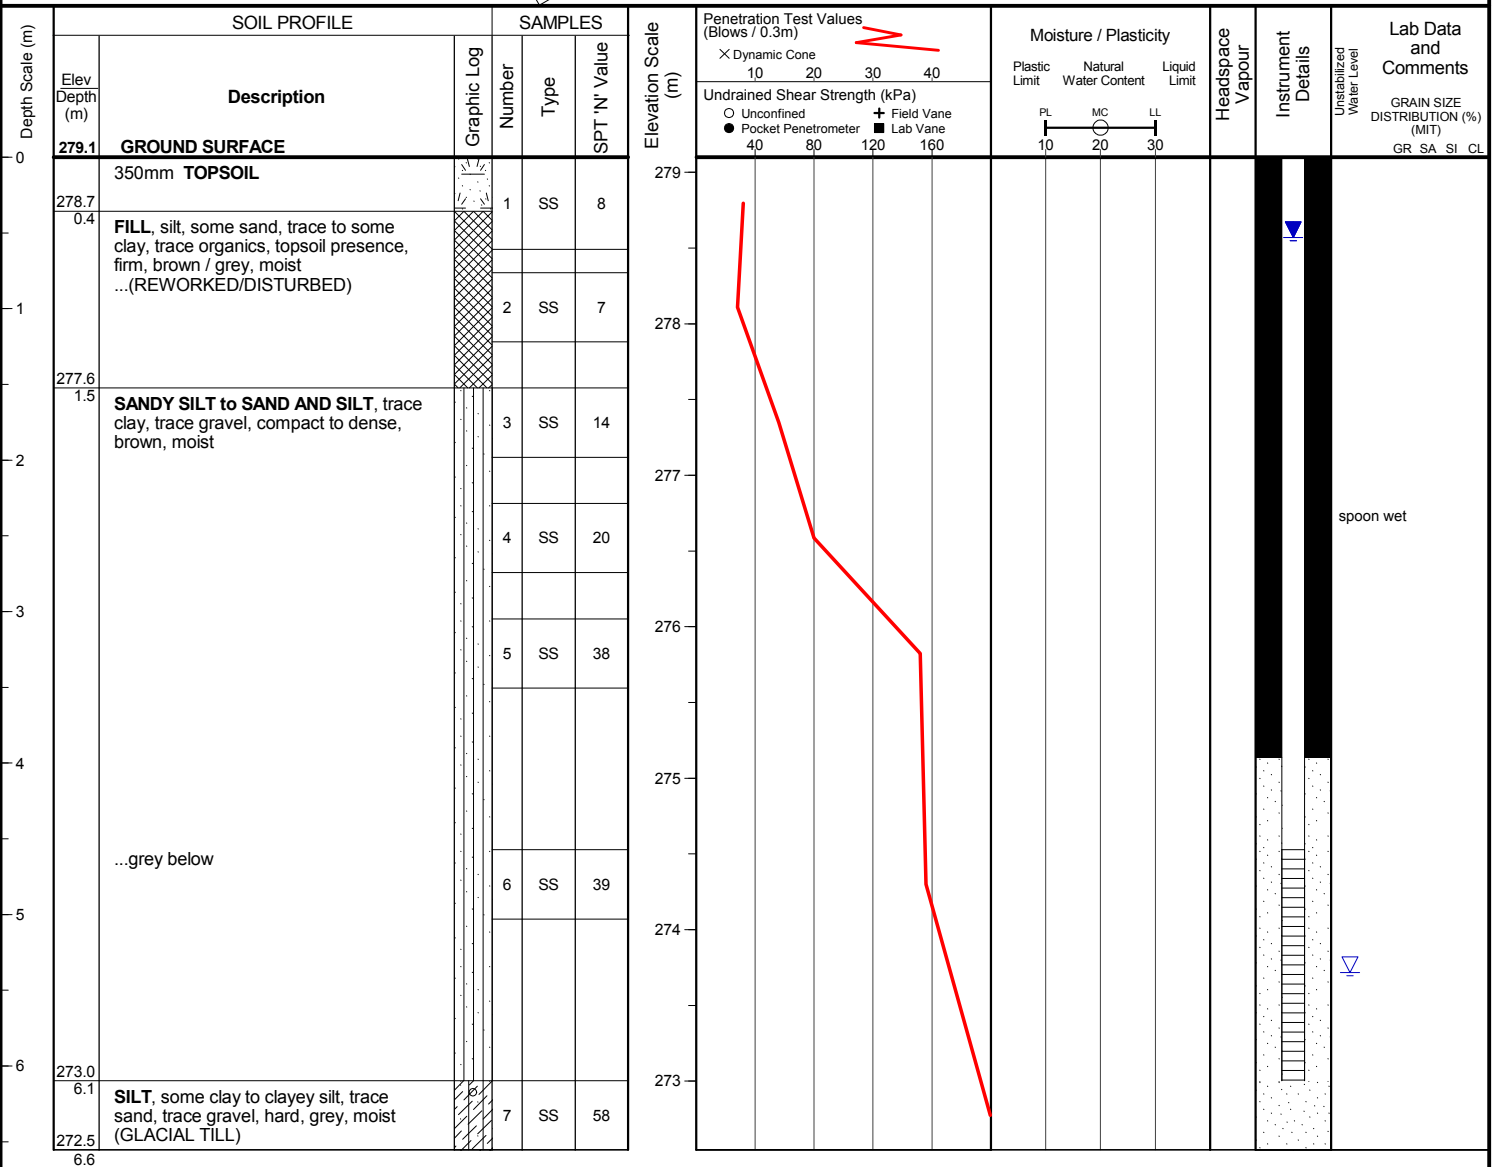 SOIL PROFILE
SAMPLES
Depth Scale (m)
Elev
Depth
(m)
Description
Graphic Log
Number
Type
SPT 'N' Value
Elevation Scale
(m)
Penetration Test Values
(Blows / 0.3m)
× Dynamic Cone
10 20 30 40
Undrained Shear Strength (kPa)
Unconfined
Field Vane
Pocket Penetrometer
Lab Vane
40 80 120 160
Moisture / Plasticity
Plastic
Limit
Natural
Water Content
Liquid
Limit
PL MC LL
10 20 30
Headspace
Vapour
Instrument
Details
Unstabilized
Water Level
Lab Data
and
Comments
GRAIN SIZE
DISTRIBUTION (%)
(MIT)
GR SA SI CL
279.1 GROUND SURFACE
0
350mm TOPSOIL
279
278.7
0.4
1 SS 8
FILL, silt, some sand, trace to some
clay, trace organics, topsoil presence,
firm, brown / grey, moist
...(REWORKED/DISTURBED)
1
2 SS 7
278
277.6
1.5
SANDY SILT to SAND AND SILT, trace
clay, trace gravel, compact to dense,
brown, moist
3 SS 14
2
277
spoon wet
4 SS 20
3
276
5 SS 38
4
275
...grey below
6 SS 39
5
274
6
273.0
6.1
273
SILT, some clay to clayey silt, trace
sand, trace gravel, hard, grey, moist
(GLACIAL TILL)
7 SS 58
272.5
6.6